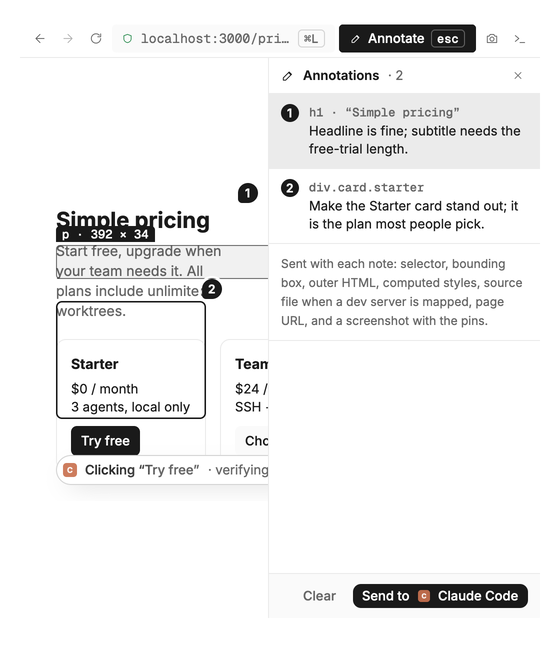 localhost:3000/pri… ⌘L Annotate esc
Annotations · 2
1 h1 · “Simple pricing”
Headline is fine; subtitle needs the
free-trial length.
2 div.card.starter
Make the Starter card stand out; it
is the plan most people pick.
Sent with each note: selector, bounding
box, outer HTML, computed styles, source
file when a dev server is mapped, page
URL, and a screenshot with the pins.
1
Simple pricing
p · 392 × 34
Start free, upgrade when
your team needs it. All
plans include unlimite
2
worktrees.
Starter
$0 / month
3 agents, local only
Try free
Team
$24 /
SSH
Cho
C Clicking “Try free” · verifying
Clear
Send to C Claude Code